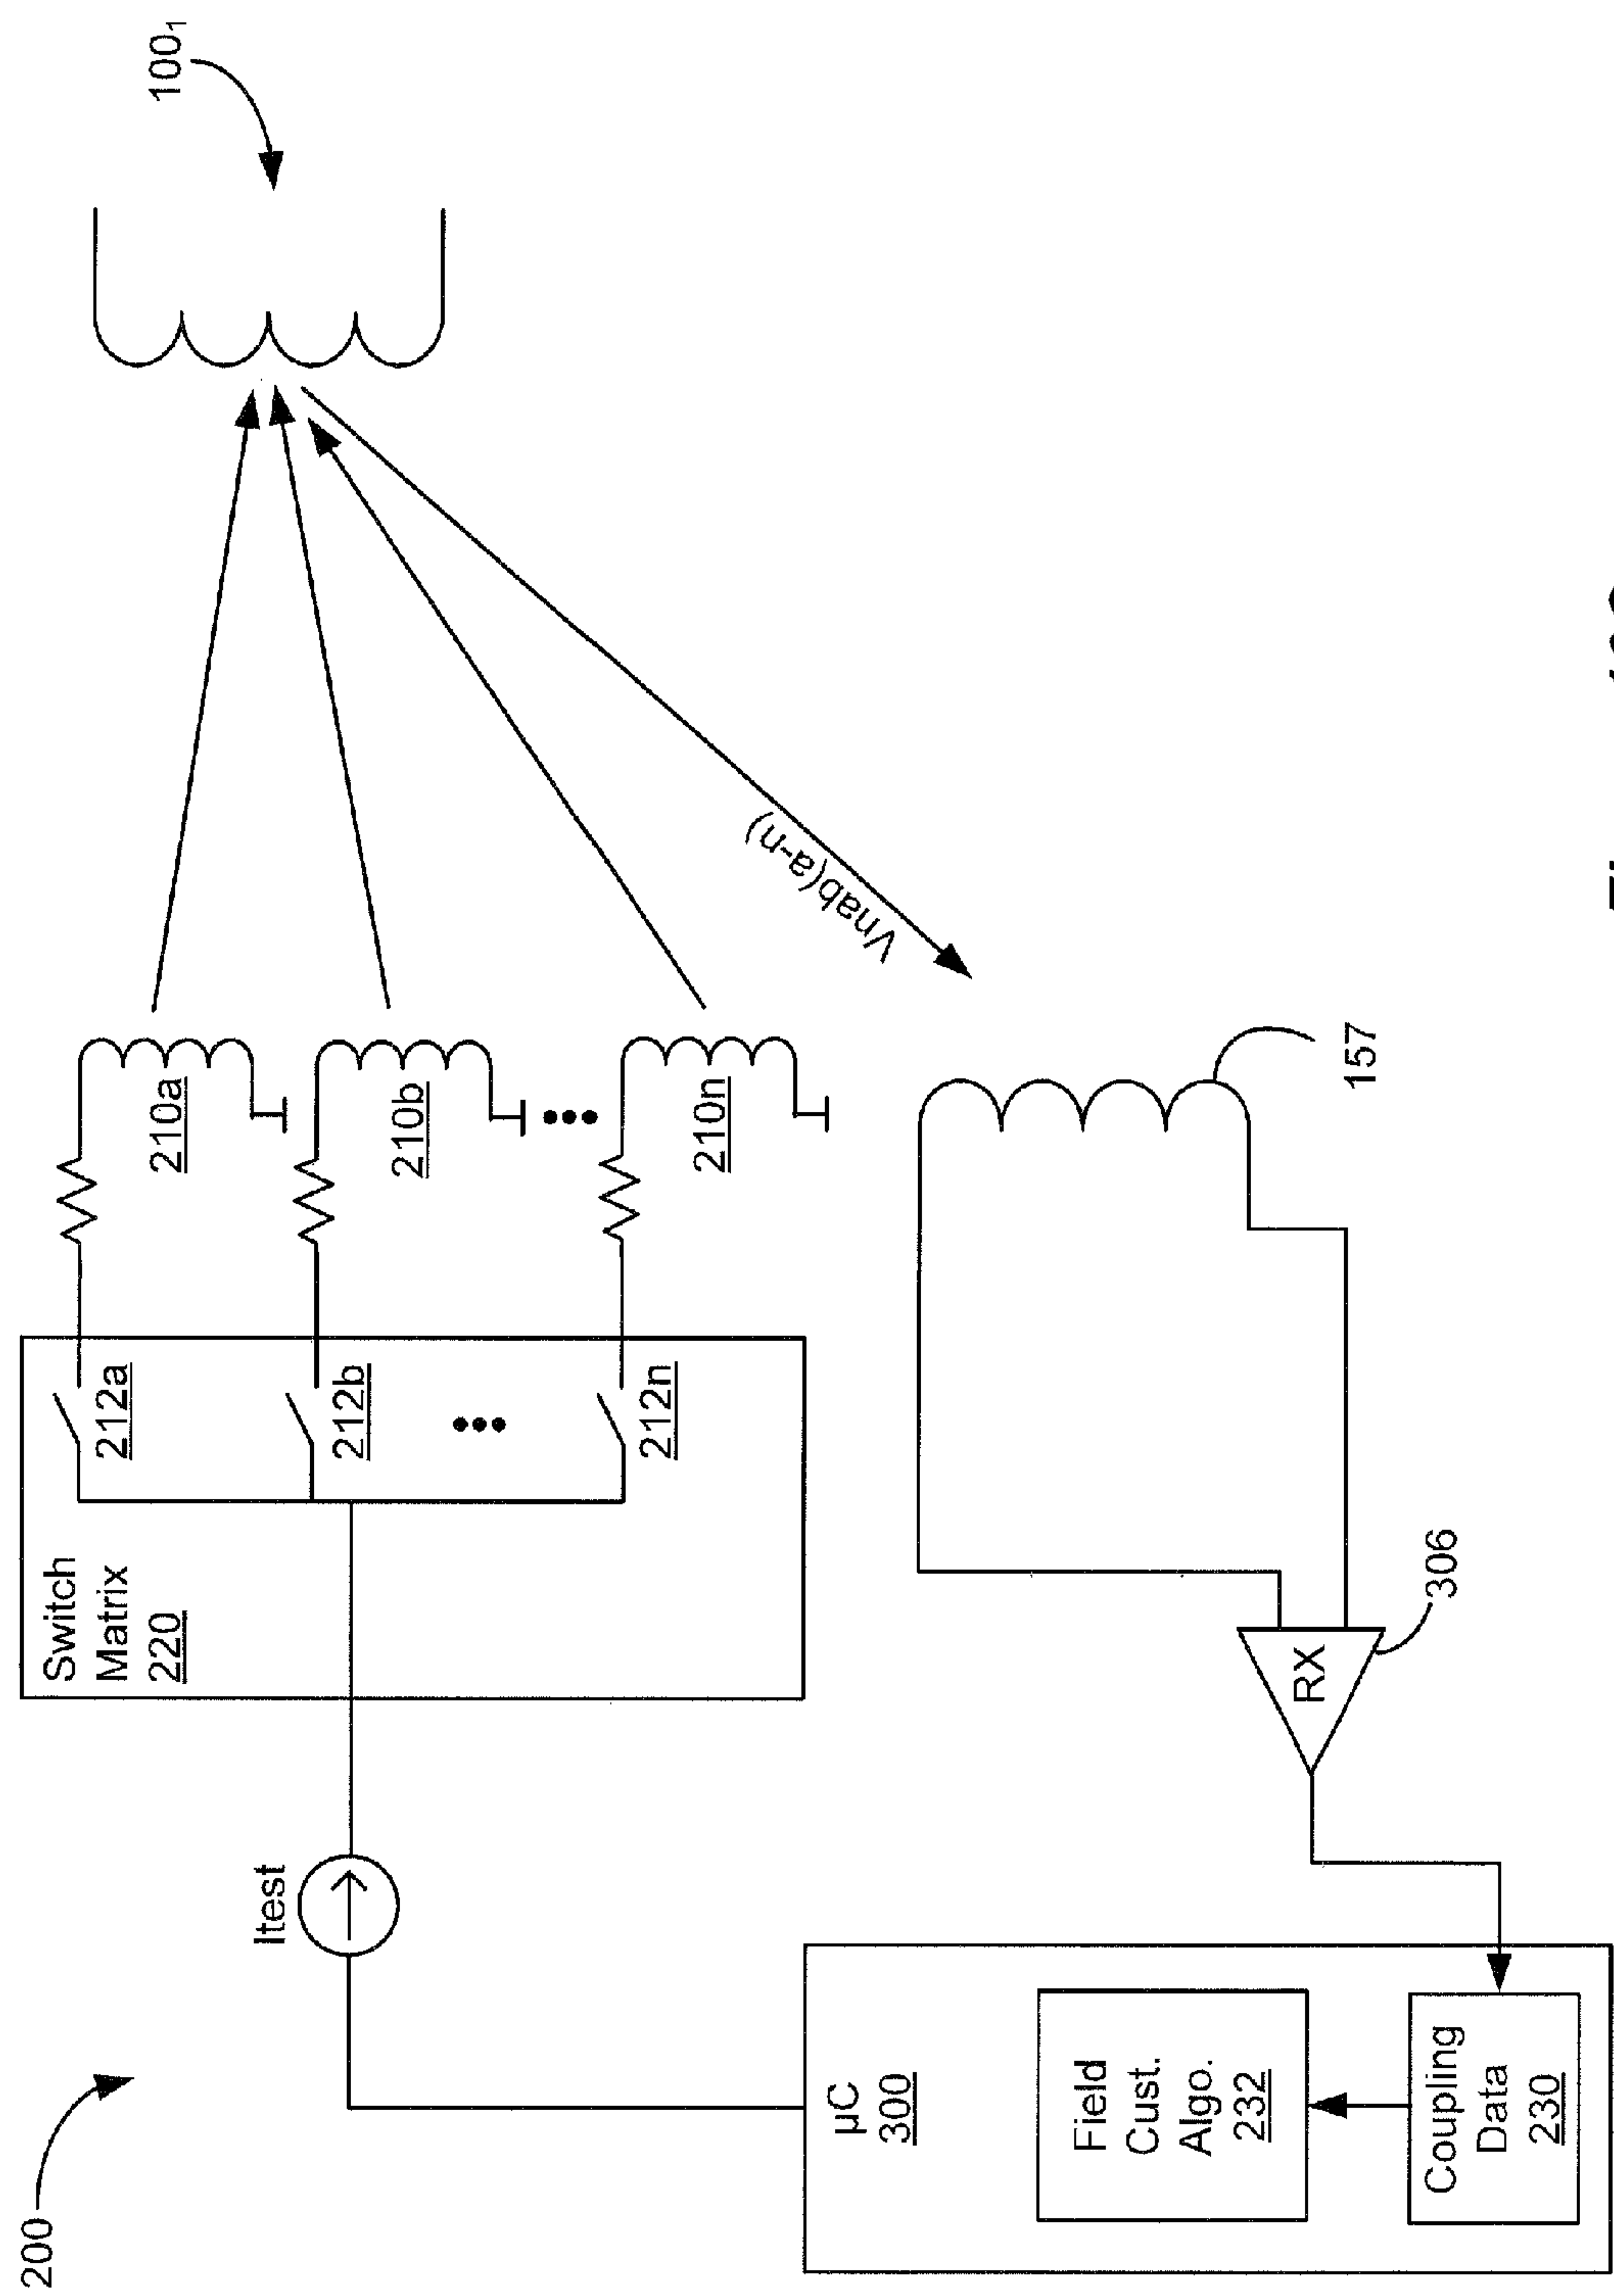 200
Itest
Switch
Matrix
220
212a
212b
212n
210a
210b
210n
100₁
Vnab(a-n)
157
306
RX
µC
300
Field
Cust.
Algo.
232
Coupling
Data
230